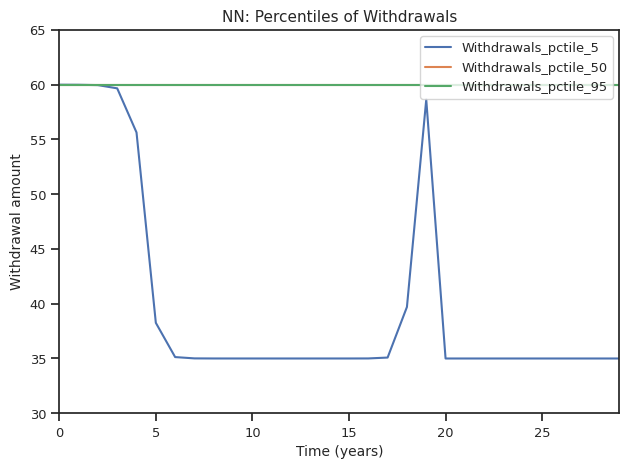 NN: Percentiles of Withdrawals
Withdrawals_pctile_5
Withdrawals_pctile_50
Withdrawals_pctile_95
Withdrawal amount
65
60
55
50
45
40
35
30
0
5
10
15
20
25
Time (years)